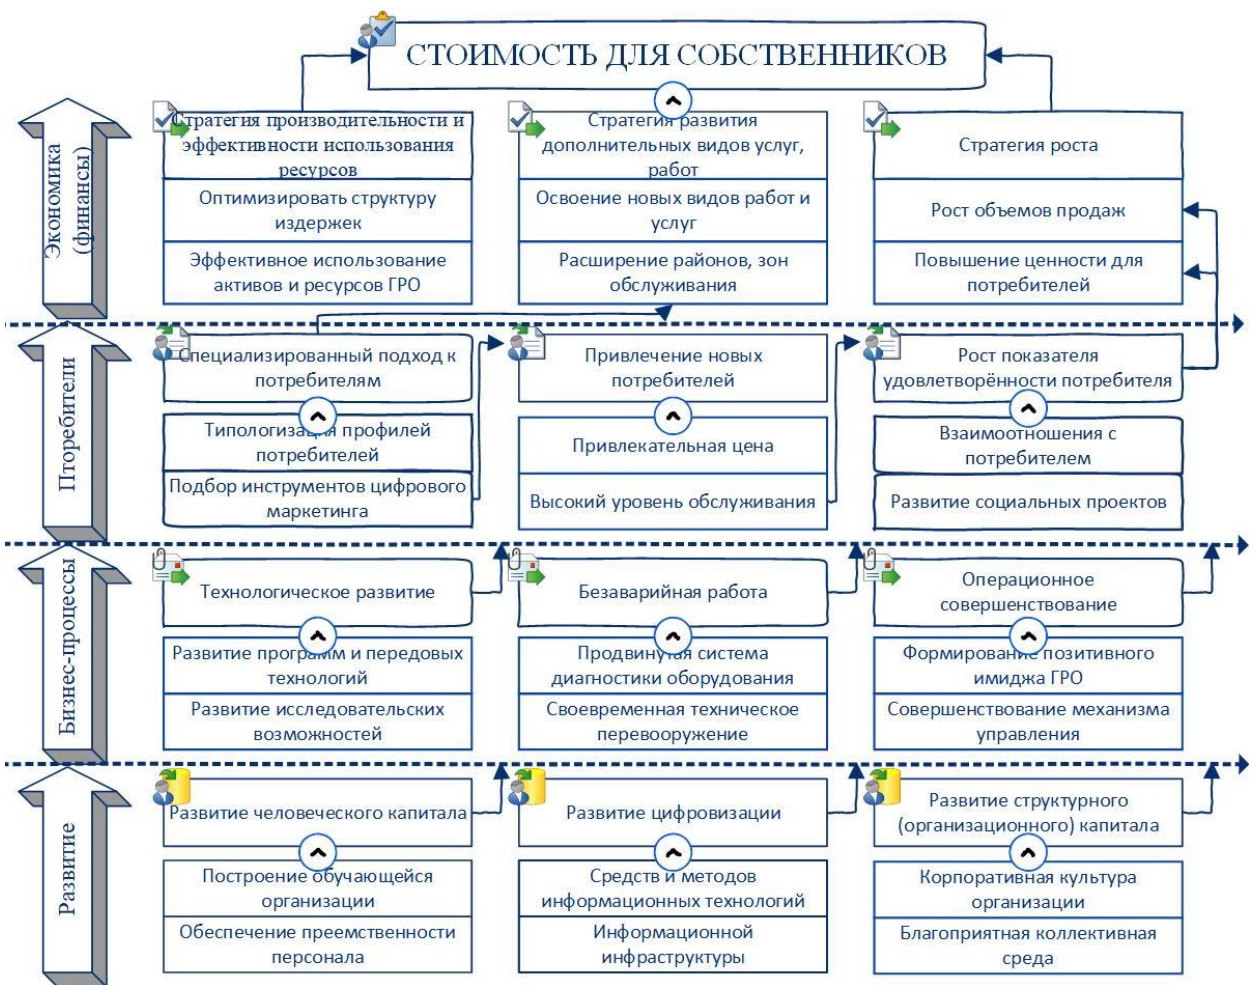 СТОИМОСТЬ ДЛЯ СОБСТВЕННИКОВ
Экономика
(финансы)
Стратегия производительности и
эффективности использования
ресурсов
Оптимизировать структуру
издержек
Эффективное использование
активов и ресурсов ГРО
Стратегия развития
дополнительных видов услуг,
работ
Освоение новых видов работ и
услуг
Расширение районов, зон
обслуживания
Стратегия роста
Рост объемов продаж
Повышение ценности для
потребителей
Пторебители
Специализированный подход к
потребителям
Типологизация профилей
потребителей
Подбор инструментов цифрового
маркетинга
Привлечение новых
потребителей
Привлекательная цена
Высокий уровень обслуживания
Рост показателя
удовлетворённости потребителя
Взаимоотношения с
потребителем
Развитие социальных проектов
Бизнес-процессы
Технологическое развитие
Развитие программ и передовых
технологий
Развитие исследовательских
возможностей
Безаварийная работа
Продвинутая система
диагностики оборудования
Своевременная техническое
перевооружение
Операционное
совершенствование
Формирование позитивного
имиджа ГРО
Совершенствование механизма
управления
Развитие
Развитие человеческого капитала
Построение обучающейся
организации
Обеспечение преемственности
персонала
Развитие цифровизации
Средств и методов
информационных технологий
Информационной
инфраструктуры
Развитие структурного
(организационного) капитала
Корпоративная культура
организации
Благоприятная коллективная
среда